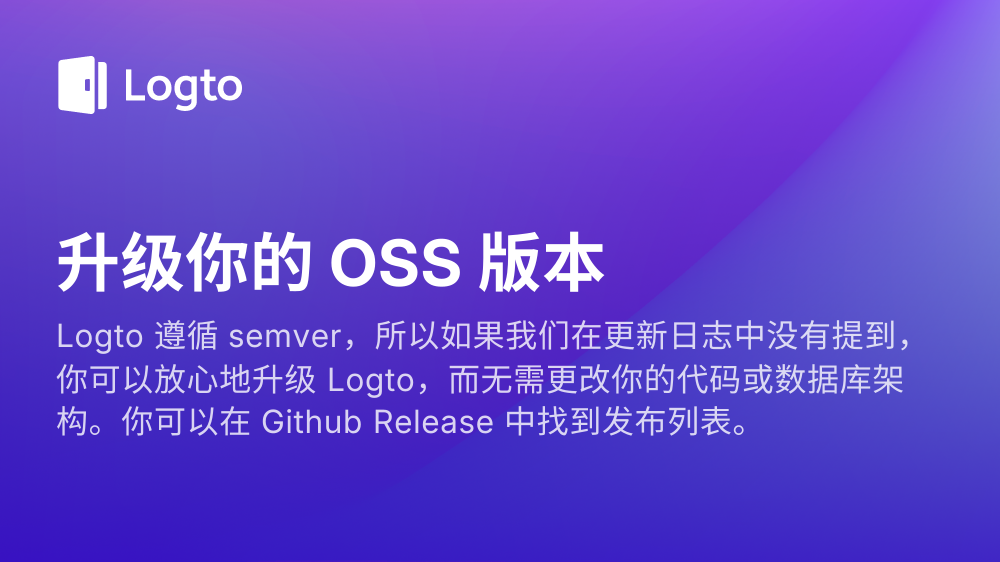 Logto
升级你的 OSS 版本
Logto 遵循 semver，所以如果我们在更新日志中没有提到，
你可以放心地升级 Logto，而无需更改你的代码或数据库架
构。你可以在 Github Release 中找到发布列表。